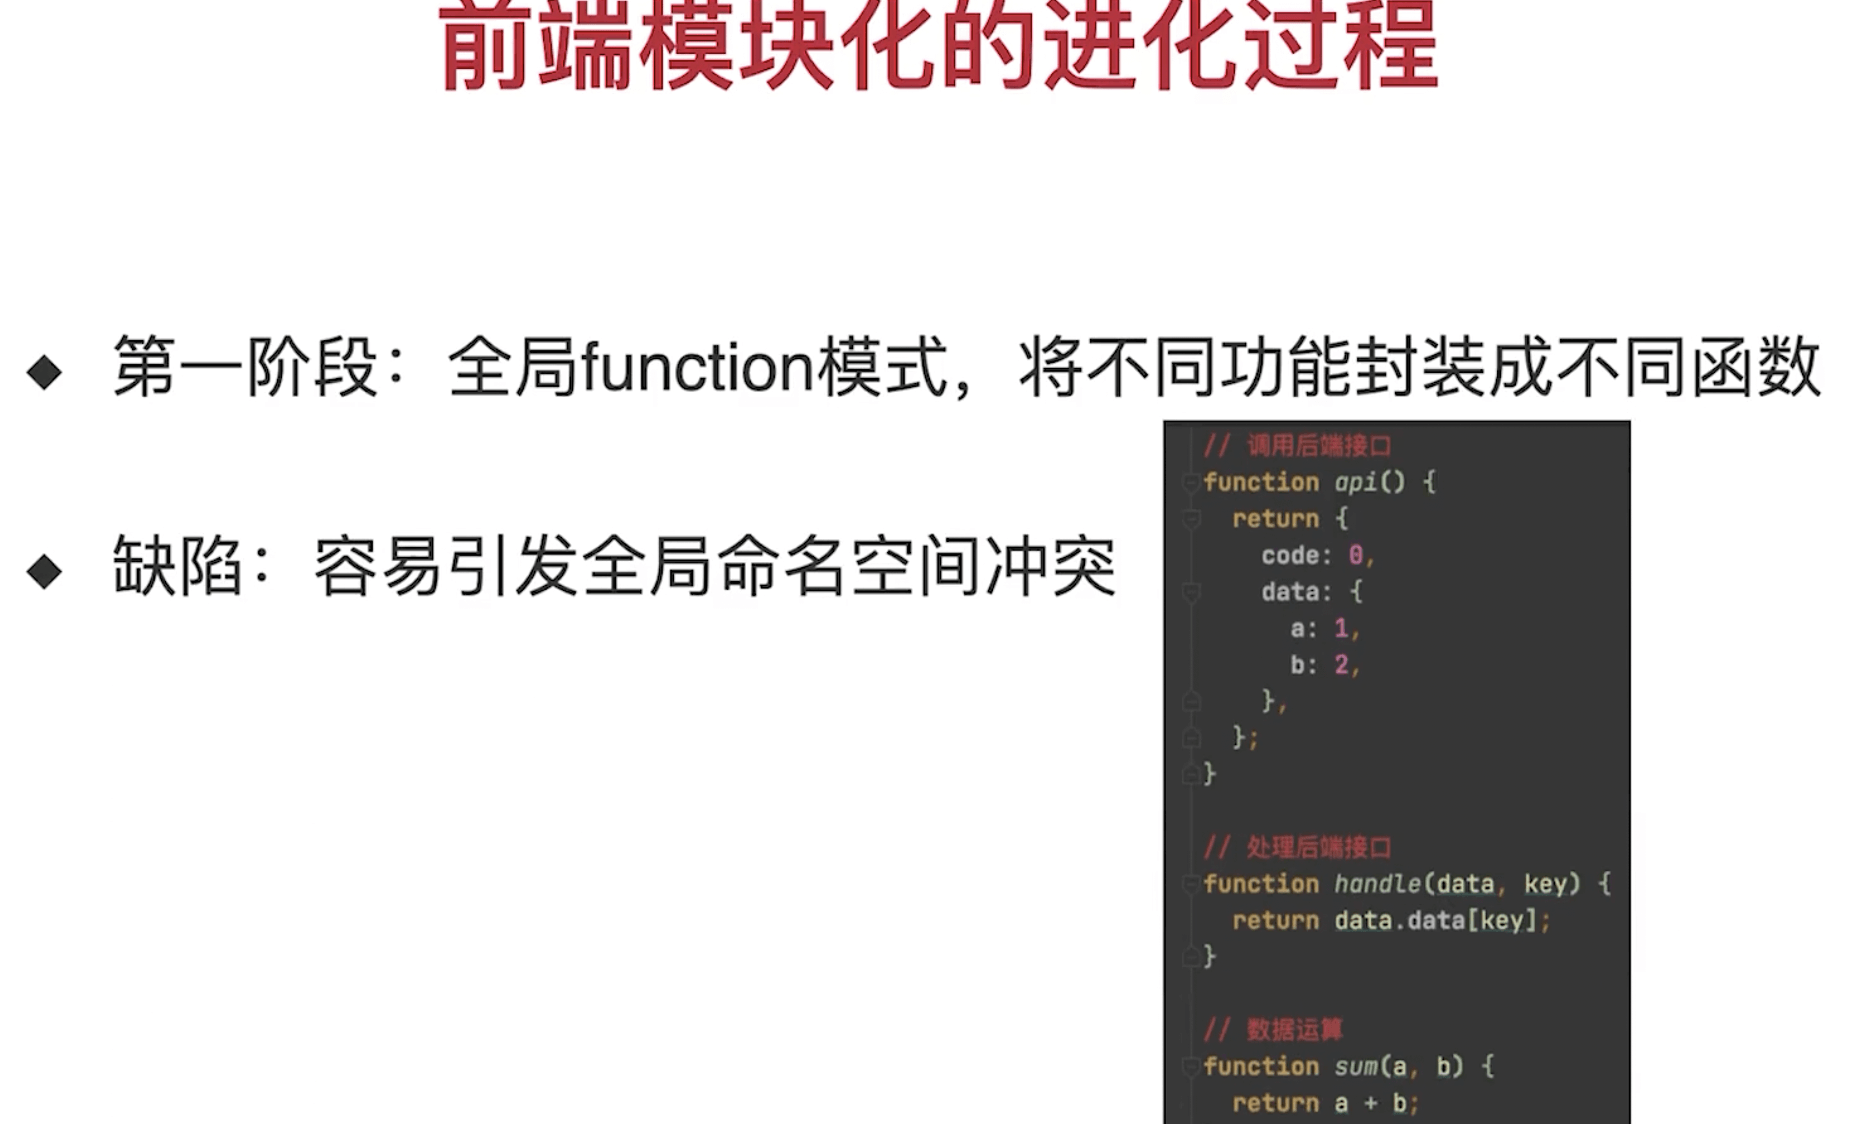 前端模块化的进化过程
◆ 第一阶段：全局function模式，将不同功能封装成不同函数
◆ 缺陷：容易引发全局命名空间冲突
// 调用后端接口
function api() {
  return {
    code: 0,
    data: {
      a: 1,
      b: 2,
    },
  };
}
// 处理后端接口
function handle(data, key) {
  return data.data[key];
}
// 数据运算
function sum(a, b) {
  return a + b;